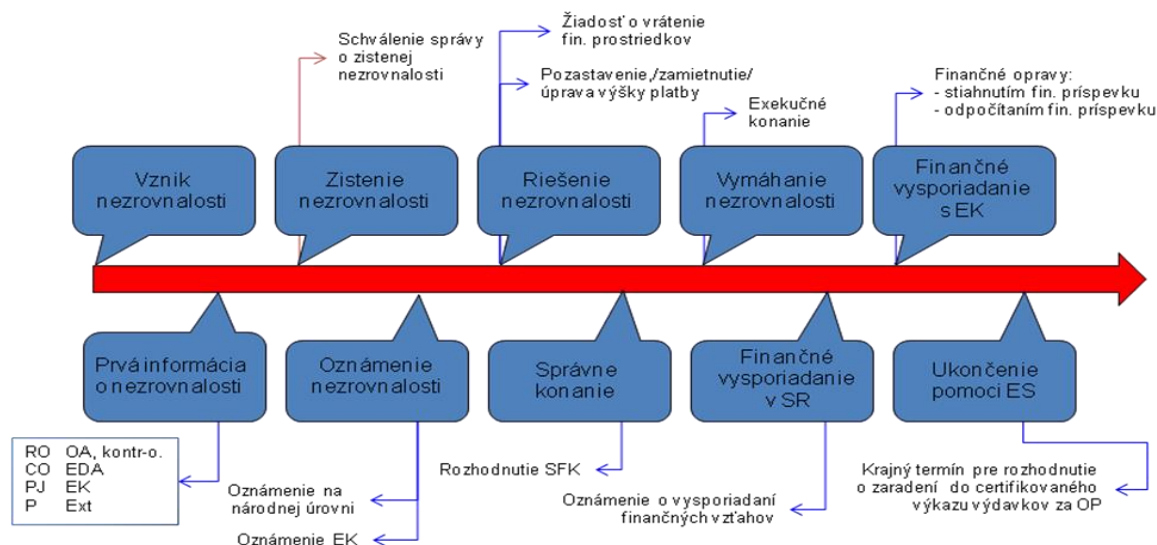 Schválenie správy
o zistenej
nezrovnalosti
Žiadosť o vrátenie
fin. prostriedkov
Pozastavenie,/zamietnutie/
úprava výšky platby
Exekučné
konanie
Finančné opravy:
- stiahnutím fin. príspevku
- odpočítaním fin. príspevku
Vznik
nezrovnalosti
Zistenie
nezrovnalosti
Riešenie
nezrovnalosti
Vymáhanie
nezrovnalosti
Finančné
vysporiadanie
s EK
Prvá informácia
o nezrovnalosti
Oznámenie
nezrovnalosti
Správne
konanie
Finančné
vysporiadanie
v SR
Ukončenie
pomoci ES
RO OA, kontr-o.
CO EDA
PJ EK
P Ext
Oznámenie na
národnej úrovni
Oznámenie EK
Rozhodnutie SFK
Oznámenie o vysporiadaní
finančných vzťahov
Krajný termín pre rozhodnutie
o zaradení do certifikovaného
výkazu výdavkov za OP